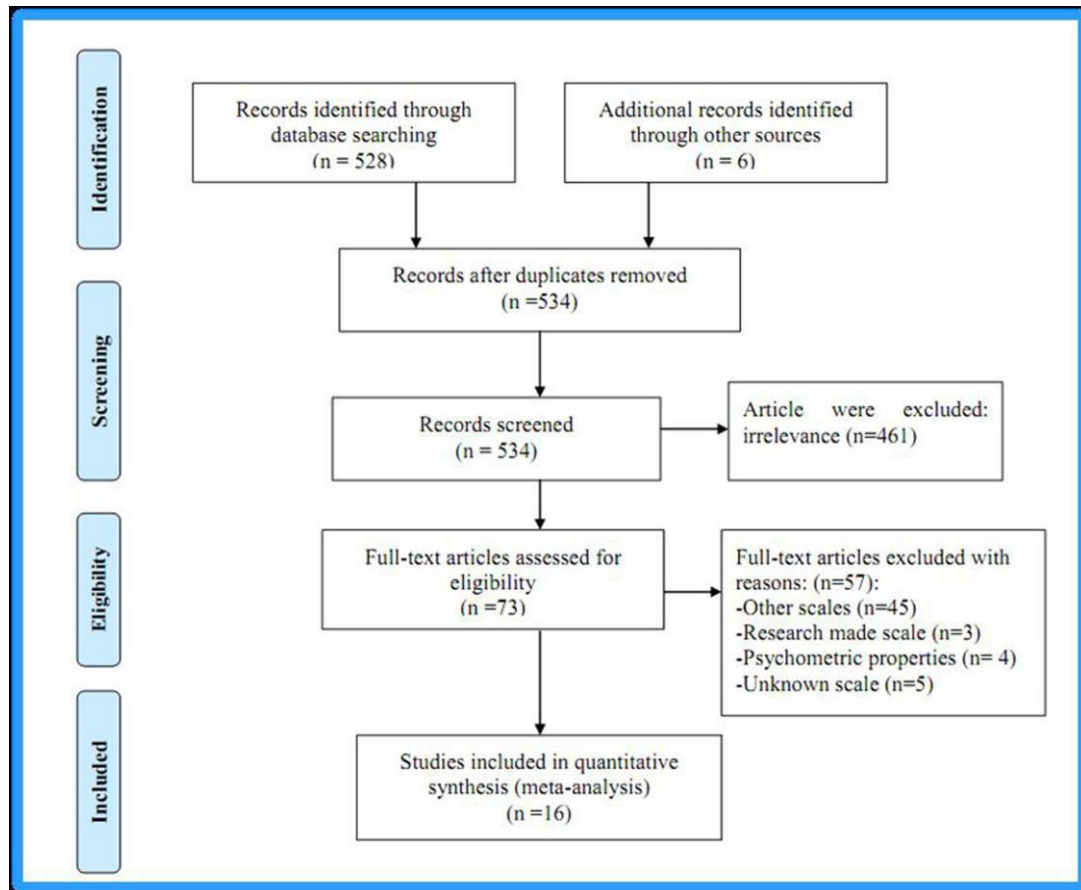 Identification
Records identified through
database searching
(n = 528)
Additional records identified
through other sources
(n = 6)
Records after duplicates removed
(n =534)
Screening
Records screened
(n = 534)
Article were excluded:
irrelevance (n=461)
Eligibility
Full-text articles assessed for
eligibility
(n =73)
Full-text articles excluded with
reasons: (n=57):
-Other scales (n=45)
-Research made scale (n=3)
-Psychometric properties (n= 4)
-Unknown scale (n=5)
Included
Studies included in quantitative
synthesis (meta-analysis)
(n =16)